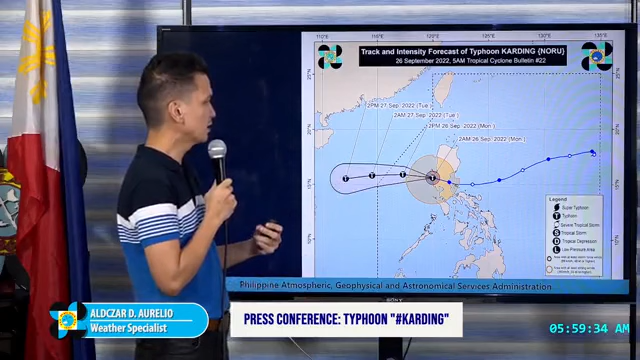 Track and Intensity Forecast of Typhoon KARDING (NORU)
26 September 2022, 5AM Tropical Cyclone Bulletin #22
2PM 27 Sep. 2022 (Tue.)
2AM 27 Sep. 2022 (Tue.)
2PM 26 Sep. 2022 (Mon.)
2AM 26 Sep. 2022 (Mon.)
Legend
Super Typhoon
Typhoon
Severe Tropical Storm
Tropical Storm
Tropical Depression
Low Pressure Area
Philippine Atmospheric, Geophysical and Astronomical Services Administration
SONY
ALDCZAR D. AURELIO
Weather Specialist
PRESS CONFERENCE: TYPHOON "#KARDING"
05:59:34 AM